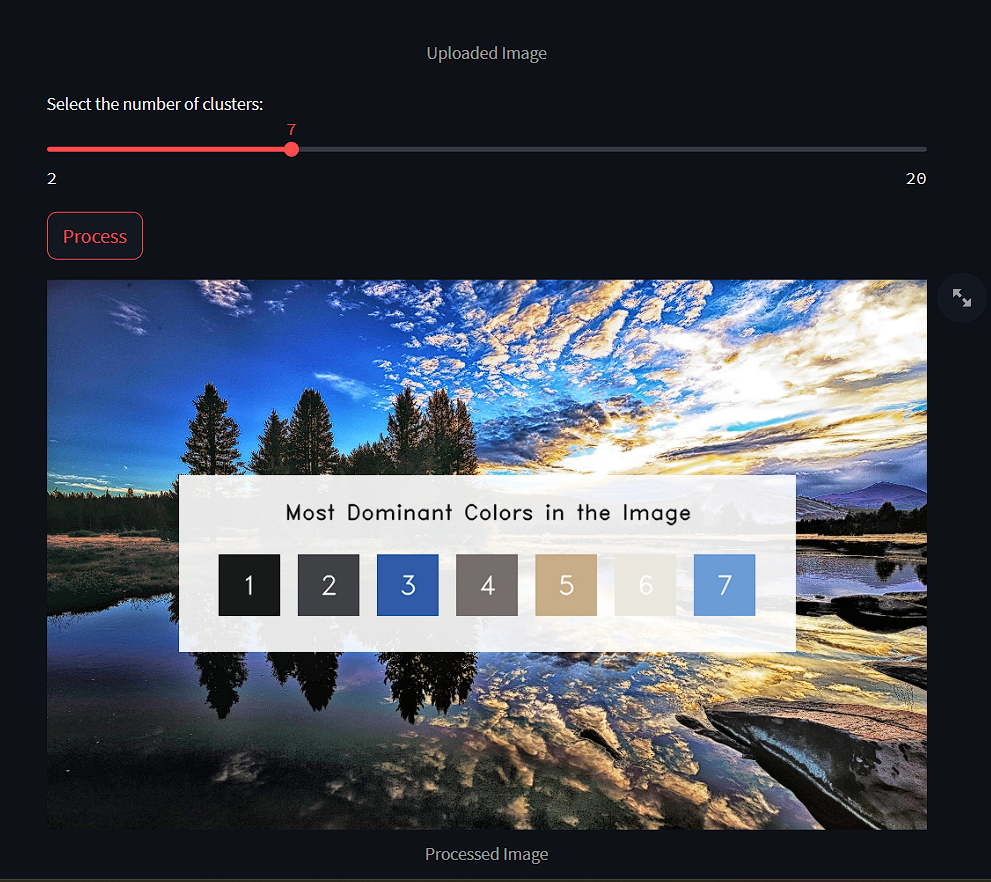 Uploaded Image
Select the number of clusters:
7
2 20
Process
Most Dominant Colors in the Image
1 2 3 4 5 6 7
Processed Image